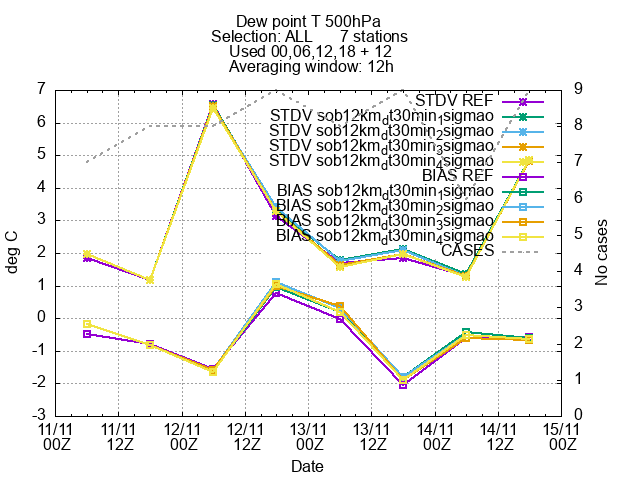 Dew point T 500hPa
Selection: ALL 7 stations
Used 00,06,12,18 + 12
Averaging window: 12h
7 9
STDV REF
STDV sob12km_dt30min_1sigmao
6 8
STDV sob12km_dt30min_2sigmao
STDV sob12km_dt30min_3sigmao
5 7
STDV sob12km_dt30min_4sigmao
BIAS REF
4 6
BIAS sob12km_dt30min_1sigmao
BIAS sob12km_dt30min_2sigmao
3 5
BIAS sob12km_dt30min_3sigmao
BIAS sob12km_dt30min_4sigmao
CASES
2 4
1 3
0 2
-1 1
-2 0
-3
deg C
No cases
11/11 00Z
11/11 12Z
12/11 00Z
12/11 12Z
13/11 00Z
13/11 12Z
14/11 00Z
14/11 12Z
15/11 00Z
Date